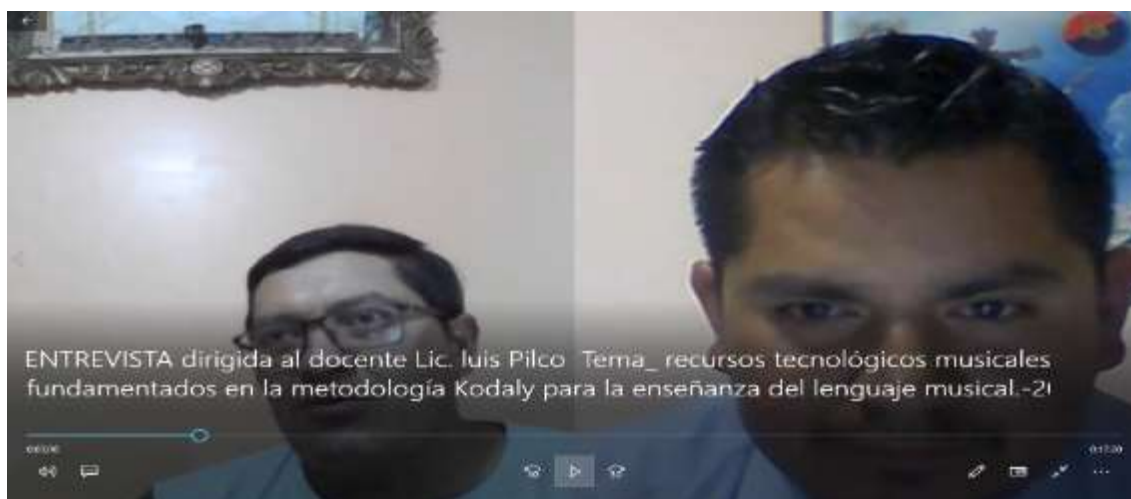 ENTREVISTA dirigida al docente Lic. luis Pilco Tema_ recursos tecnológicos musicales
fundamentados en la metodología Kodaly para la enseñanza del lenguaje musical.-2